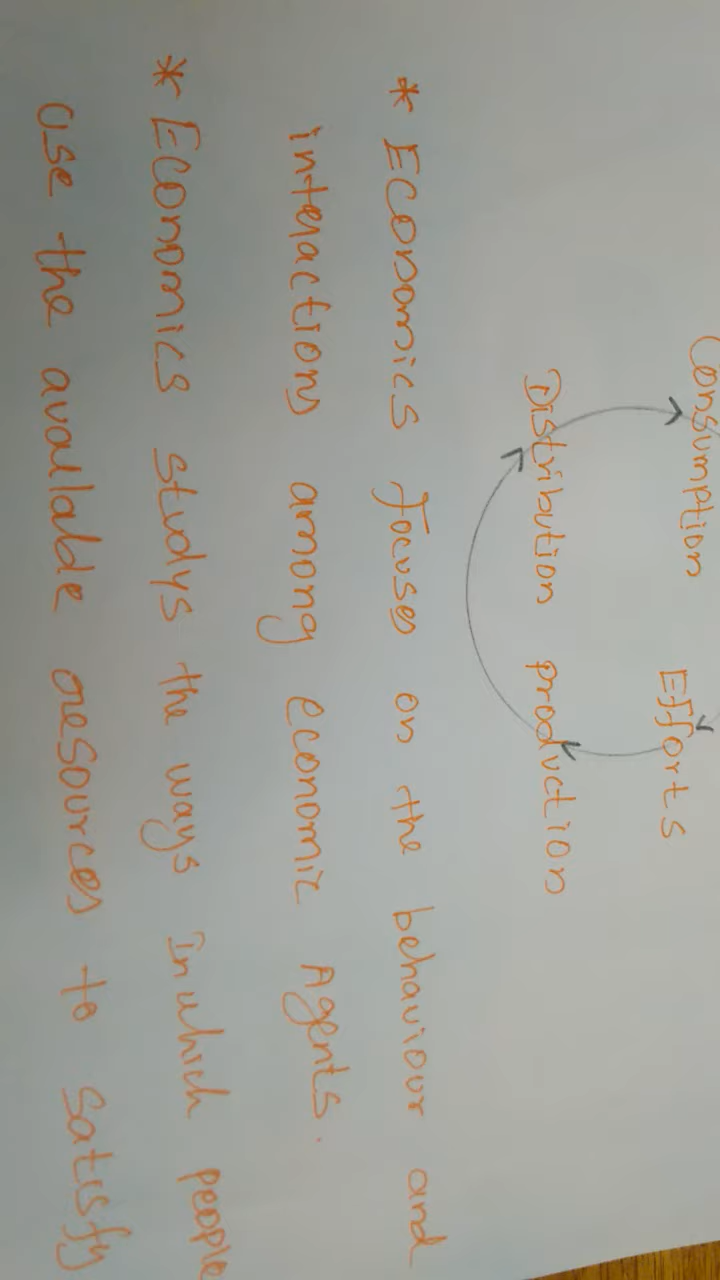 Consumption Efforts
Distribution production
* Economics focuses on the behaviour and
interactions among economic Agents.
* Economics studys the ways In which people
use the available resources to satisfy